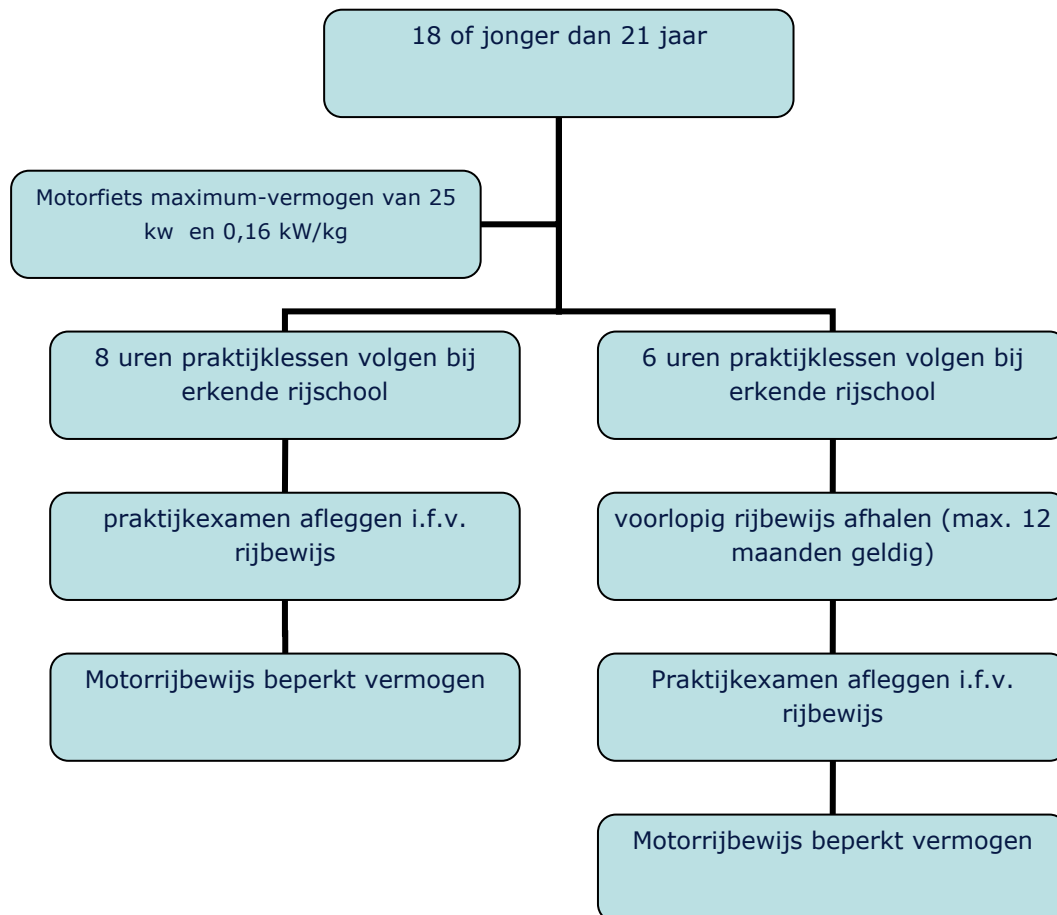 18 of jonger dan 21 jaar
Motorfiets maximum-vermogen van 25
kw en 0,16 kW/kg
8 uren praktijklessen volgen bij
erkende rijschool
6 uren praktijklessen volgen bij
erkende rijschool
praktijkexamen afleggen i.f.v.
rijbewijs
voorlopig rijbewijs afhalen (max. 12
maanden geldig)
Motorrijbewijs beperkt vermogen
Praktijkexamen afleggen i.f.v.
rijbewijs
Motorrijbewijs beperkt vermogen